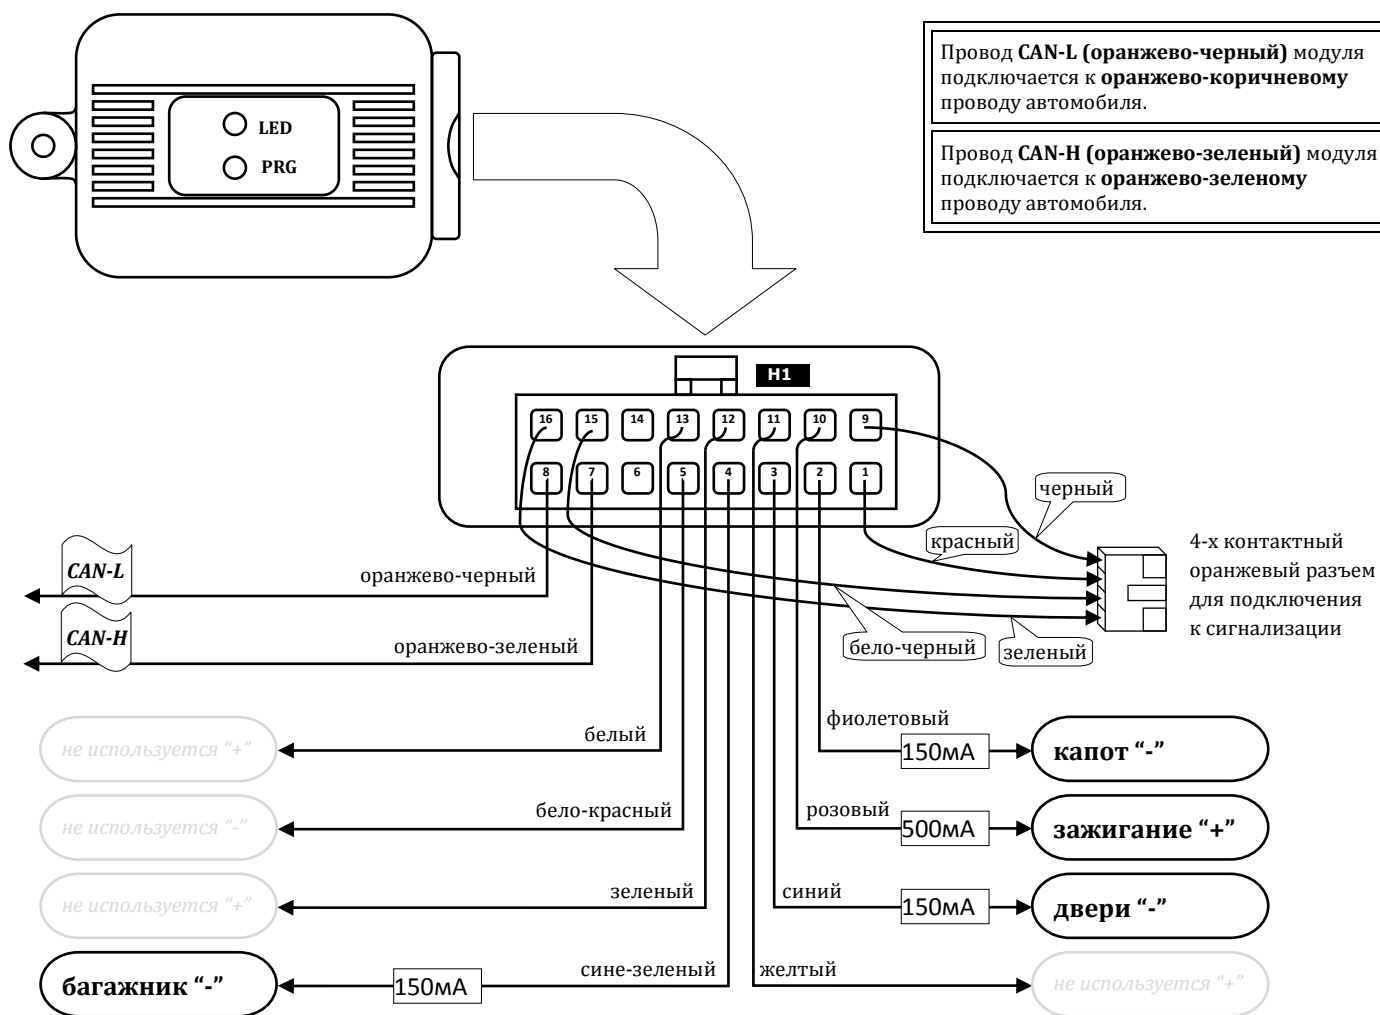 Провод CAN-L (оранжево-черный) модуля
подключается к оранжево-коричневому
проводу автомобиля.
Провод CAN-H (оранжево-зеленый) модуля
подключается к оранжево-зеленому
проводу автомобиля.
LED
PRG
H1
16 15 14 13 12 11 10 9
8 7 6 5 4 3 2 1
черный
красный
4-х контактный
оранжевый разъем
для подключения
к сигнализации
CAN-L
оранжево-черный
CAN-H
оранжево-зеленый
бело-черный
зеленый
не используется “+”
белый
фиолетовый
150мА
капот “-”
не используется “-”
бело-красный
розовый
500мА
зажигание “+”
не используется “+”
зеленый
синий
150мА
двери “-”
багажник “-”
150мА
сине-зеленый
желтый
не используется “+”